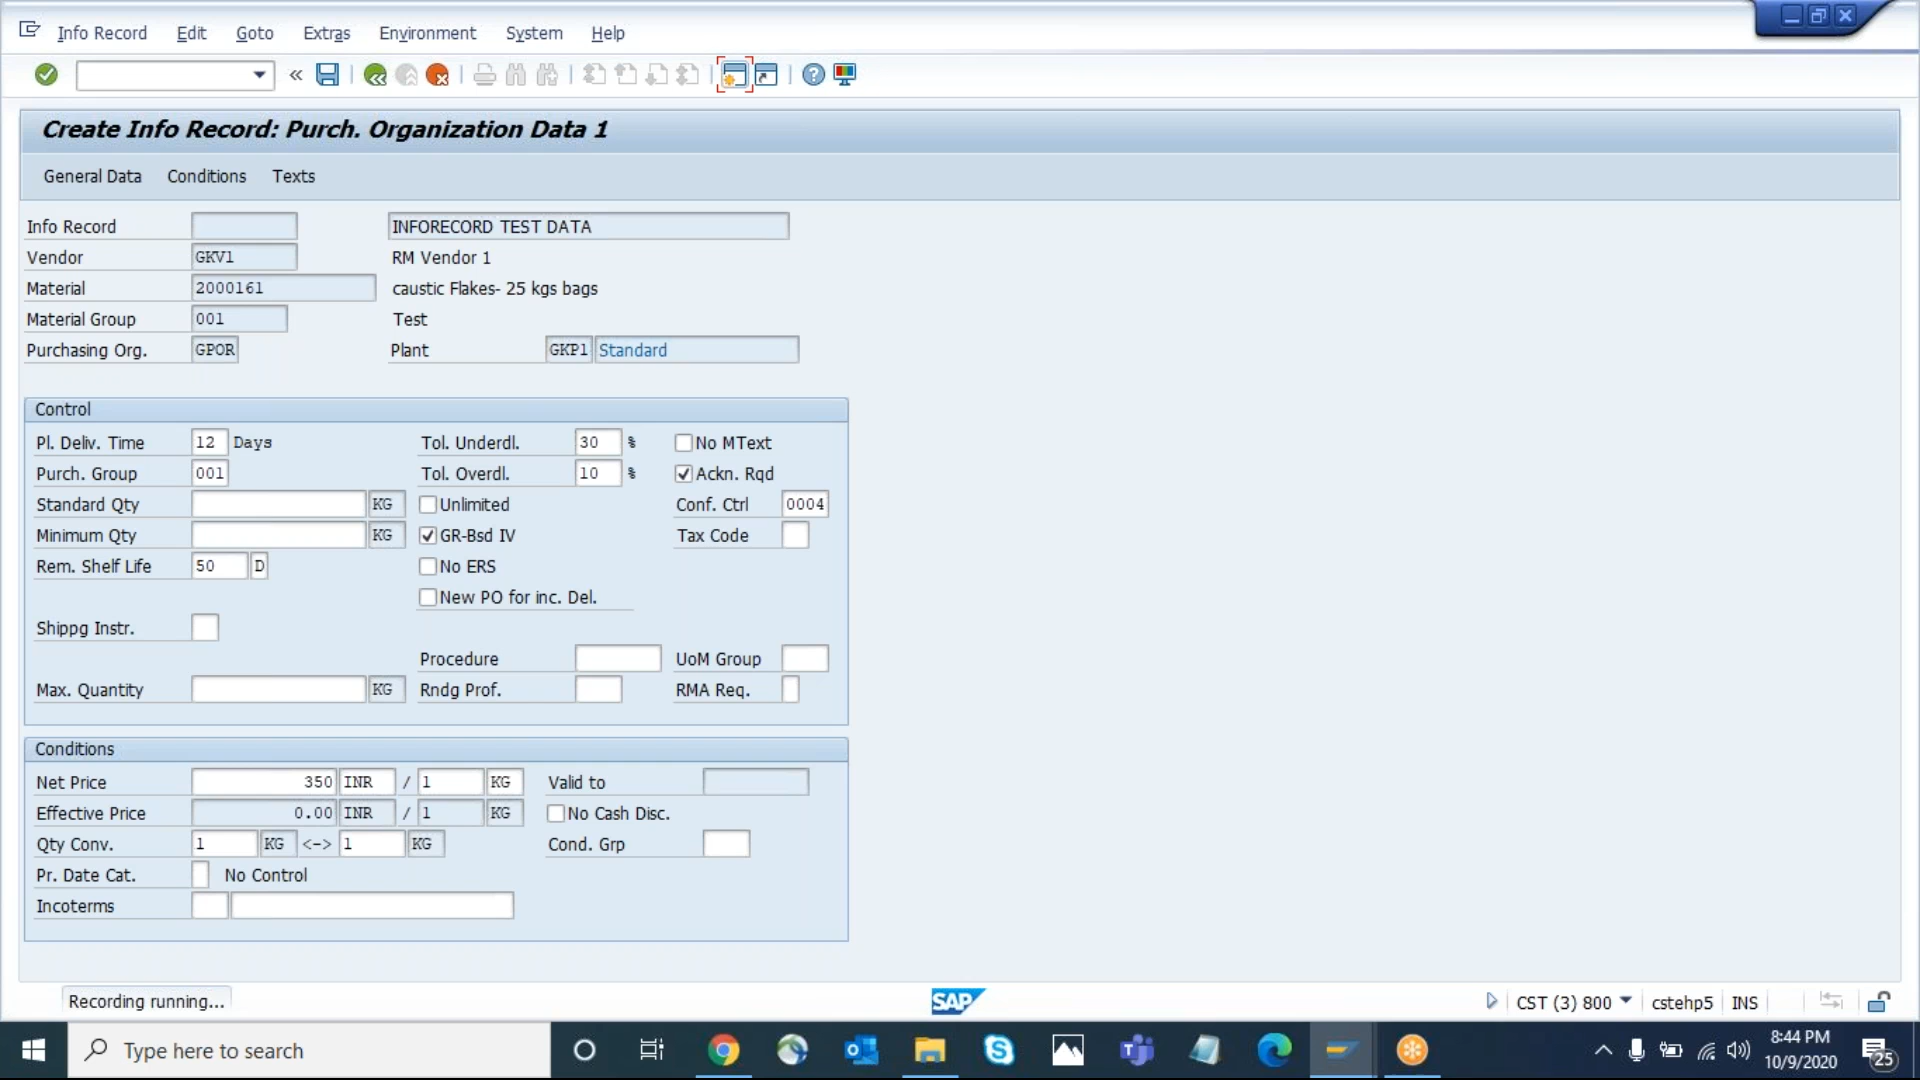 Info Record Edit Goto Extras Environment System Help
Create Info Record: Purch. Organization Data 1
General Data Conditions Texts
Info Record INFORECORD TEST DATA
Vendor GKV1 RM Vendor 1
Material 2000161 caustic Flakes- 25 kgs bags
Material Group 001 Test
Purchasing Org. GPOR Plant GKP1 Standard
Control
Pl. Deliv. Time 12 Days Tol. Underdl. 30 % No MText
Purch. Group 001 Tol. Overdl. 10 % Ackn. Rqd
Standard Qty KG Unlimited Conf. Ctrl 0004
Minimum Qty KG GR-Bsd IV Tax Code
Rem. Shelf Life 50 D No ERS
New PO for inc. Del.
Shippg Instr.
Procedure UoM Group
Max. Quantity KG Rndg Prof. RMA Req.
Conditions
Net Price 350 INR / 1 KG Valid to
Effective Price 0.00 INR / 1 KG No Cash Disc.
Qty Conv. 1 KG <-> 1 KG Cond. Grp
Pr. Date Cat. No Control
Incoterms
Recording running... SAP CST (3) 800 cstehp5 INS
Type here to search
8:44 PM
10/9/2020
25